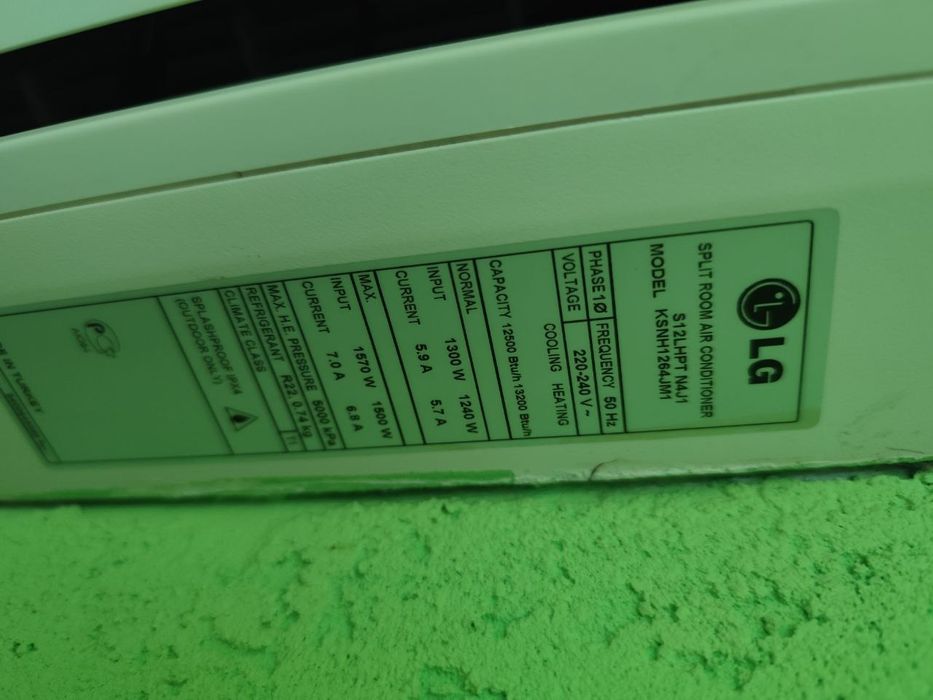 LG
SPLIT ROOM AIR CONDITIONER
S12LHPT N4J1
MODEL KSNH1264JM1
PHASE 1Ø FREQUENCY 50 Hz
VOLTAGE 220-240 V ~
COOLING HEATING
CAPACITY 12500 Btu/h 13200 Btu/h
NORMAL
INPUT 1300 W 1240 W
CURRENT 5.9 A 5.7 A
MAX.
INPUT 1570 W 1500 W
CURRENT 7.0 A 6.8 A
MAX. H.E. PRESSURE 5000 kPa
REFRIGERANT R22, 0.74 kg
CLIMATE CLASS T1
SPLASHPROOF IPX4
(OUTDOOR ONLY)
IN TURKEY